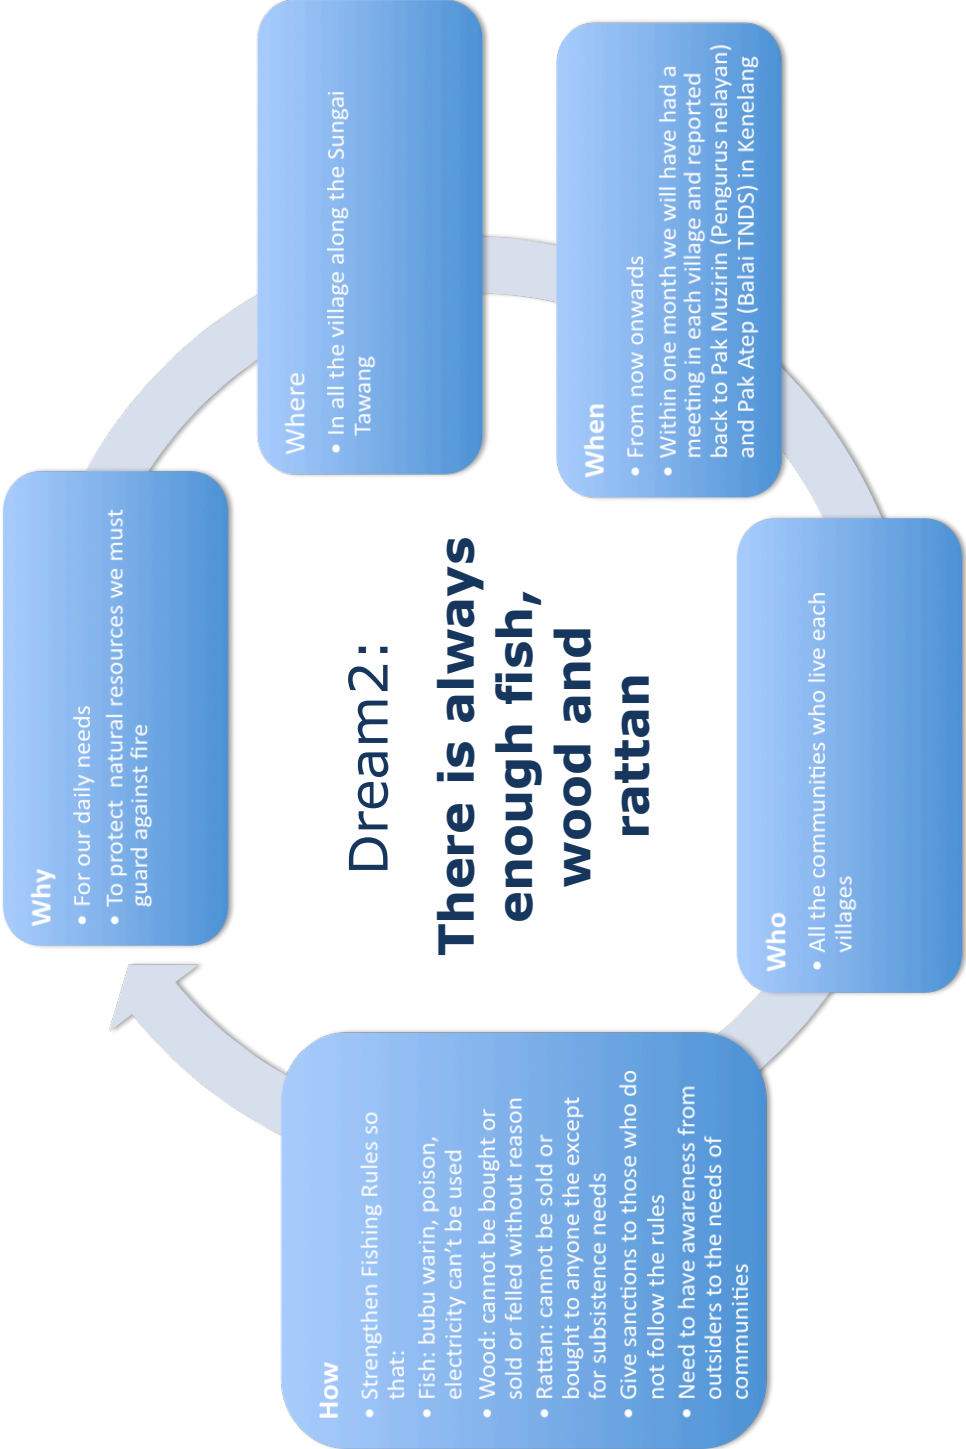 Dream2:
There is always
enough fish,
wood and
rattan
Why
• For our daily needs
• To protect  natural resources we must
guard against fire
Where
• In all the village along the Sungai
Tawang
When
• From now onwards
• Within one month we will have had a
meeting in each village and reported
back to Pak Muzirin (Pengurus nelayan)
and Pak Atep (Balai TNDS) in Kenelang
Who
• All the communities who live each
villages
How
• Strengthen Fishing Rules so
that:
• Fish: bubu warin, poison,
electricity can't be used
• Wood: cannot be bought or
sold or felled without reason
• Rattan: cannot be sold or
bought to anyone the except
for subsistence needs
• Give sanctions to those who do
not follow the rules
• Need to have awareness from
outsiders to the needs of
communities